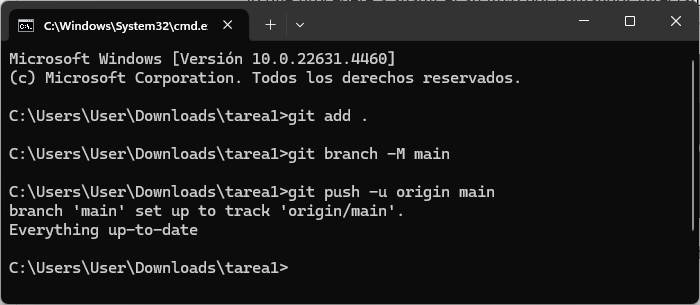 C:\Windows\System32\cmd.e
Microsoft Windows [Versión 10.0.22631.4460]
(c) Microsoft Corporation. Todos los derechos reservados.
C:\Users\User\Downloads\tarea1>git add .
C:\Users\User\Downloads\tarea1>git branch -M main
C:\Users\User\Downloads\tarea1>git push -u origin main
branch 'main' set up to track 'origin/main'.
Everything up-to-date
C:\Users\User\Downloads\tarea1>